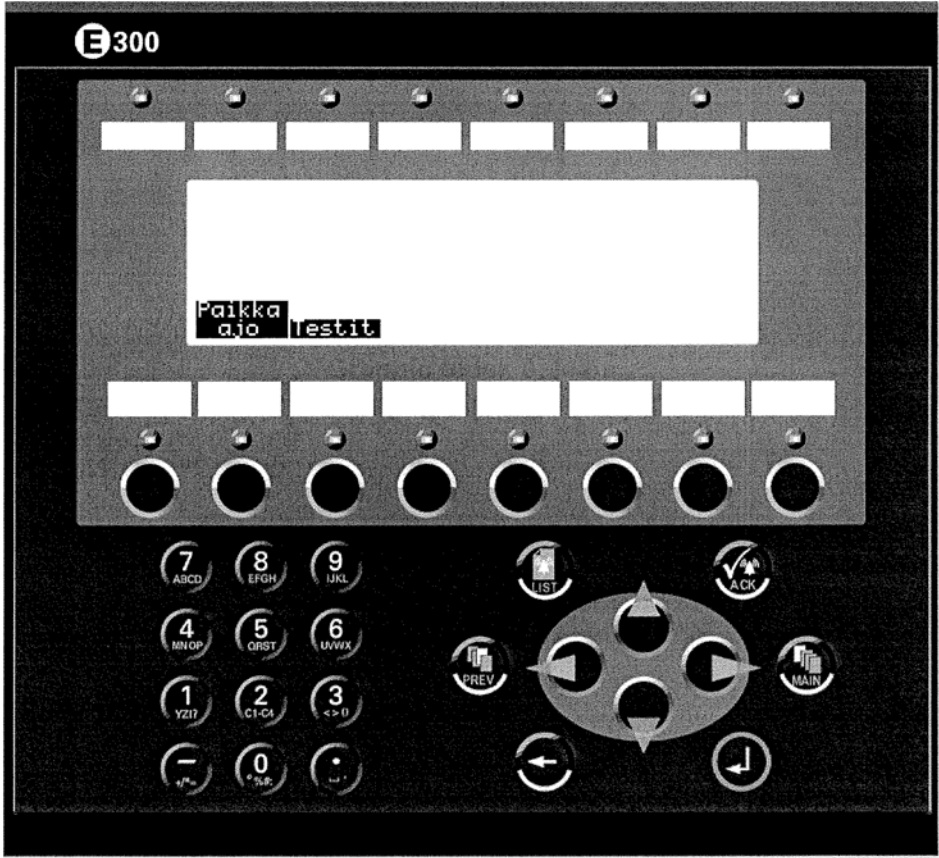 E300
Paikka
ajo Testit
7 8 9
ABCD EFGH IJKL
LIST ACK
4 5 6
MNOP QRST UVWX
PREV MAIN
1 2 3
YZ!? C1-C4 <>()
– 0 .
+/*= °%#: